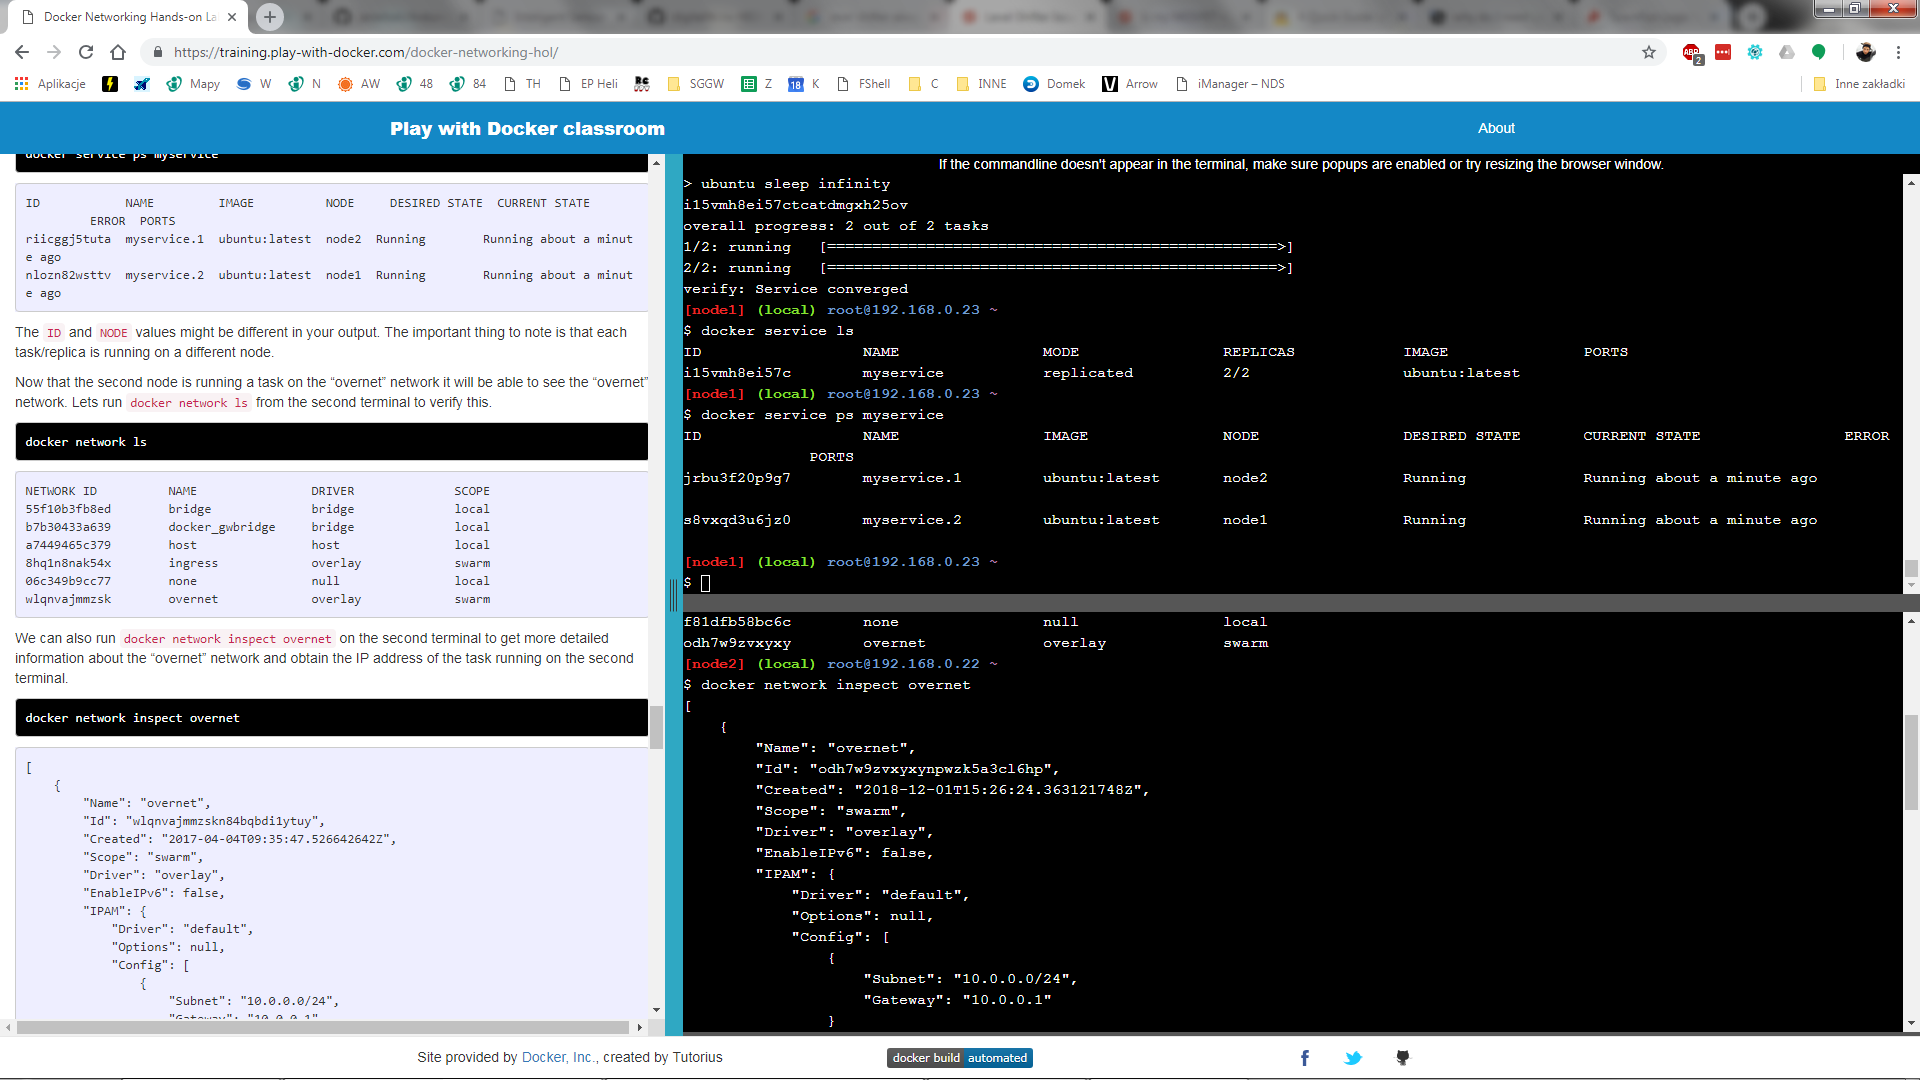 Docker Networking Hands-on La
https://training.play-with-docker.com/docker-networking-hol/
2
Aplikacje
Mapy
W
N
AW
48
84
TH
EP Heli
SGGW
Z
18
K
FShell
C
INNE
Domek
Arrow
iManager – NDS
Inne zakładki
Play with Docker classroom
About
docker service ps myservice
ID NAME IMAGE NODE DESIRED STATE CURRENT STATE
ERROR PORTS
riicggj5tuta myservice.1 ubuntu:latest node2 Running Running about a minut
e ago
nlozn82wsttv myservice.2 ubuntu:latest node1 Running Running about a minut
e ago
The ID and NODE values might be different in your output. The important thing to note is that each
task/replica is running on a different node.
Now that the second node is running a task on the “overnet” network it will be able to see the “overnet”
network. Lets run docker network ls from the second terminal to verify this.
docker network ls
NETWORK ID NAME DRIVER SCOPE
55f10b3fb8ed bridge bridge local
b7b30433a639 docker_gwbridge bridge local
a7449465c379 host host local
8hq1n8nak54x ingress overlay swarm
06c349b9cc77 none null local
wlqnvajmmzsk overnet overlay swarm
We can also run docker network inspect overnet on the second terminal to get more detailed
information about the “overnet” network and obtain the IP address of the task running on the second
terminal.
docker network inspect overnet
[
{
"Name": "overnet",
"Id": "wlqnvajmmzskn84bqbdi1ytuy",
"Created": "2017-04-04T09:35:47.526642642Z",
"Scope": "swarm",
"Driver": "overlay",
"EnableIPv6": false,
"IPAM": {
"Driver": "default",
"Options": null,
"Config": [
{
"Subnet": "10.0.0.0/24",
"Gateway": "10.0.0.1"
If the commandline doesn't appear in the terminal, make sure popups are enabled or try resizing the browser window.
> ubuntu sleep infinity
i15vmh8ei57ctcatdmgxh25ov
overall progress: 2 out of 2 tasks
1/2: running [==================================================>]
2/2: running [==================================================>]
verify: Service converged
[node1] (local) root@192.168.0.23 ~
$ docker service ls
ID NAME MODE REPLICAS IMAGE PORTS
i15vmh8ei57c myservice replicated 2/2 ubuntu:latest
[node1] (local) root@192.168.0.23 ~
$ docker service ps myservice
ID NAME IMAGE NODE DESIRED STATE CURRENT STATE ERROR
PORTS
jrbu3f20p9g7 myservice.1 ubuntu:latest node2 Running Running about a minute ago
s8vxqd3u6jz0 myservice.2 ubuntu:latest node1 Running Running about a minute ago
[node1] (local) root@192.168.0.23 ~
$
f81dfb58bc6c none null local
odh7w9zvxyxy overnet overlay swarm
[node2] (local) root@192.168.0.22 ~
$ docker network inspect overnet
[
{
"Name": "overnet",
"Id": "odh7w9zvxyxynpwzk5a3cl6hp",
"Created": "2018-12-01T15:26:24.363121748Z",
"Scope": "swarm",
"Driver": "overlay",
"EnableIPv6": false,
"IPAM": {
"Driver": "default",
"Options": null,
"Config": [
{
"Subnet": "10.0.0.0/24",
"Gateway": "10.0.0.1"
}
Site provided by Docker, Inc., created by Tutorius
docker build automated